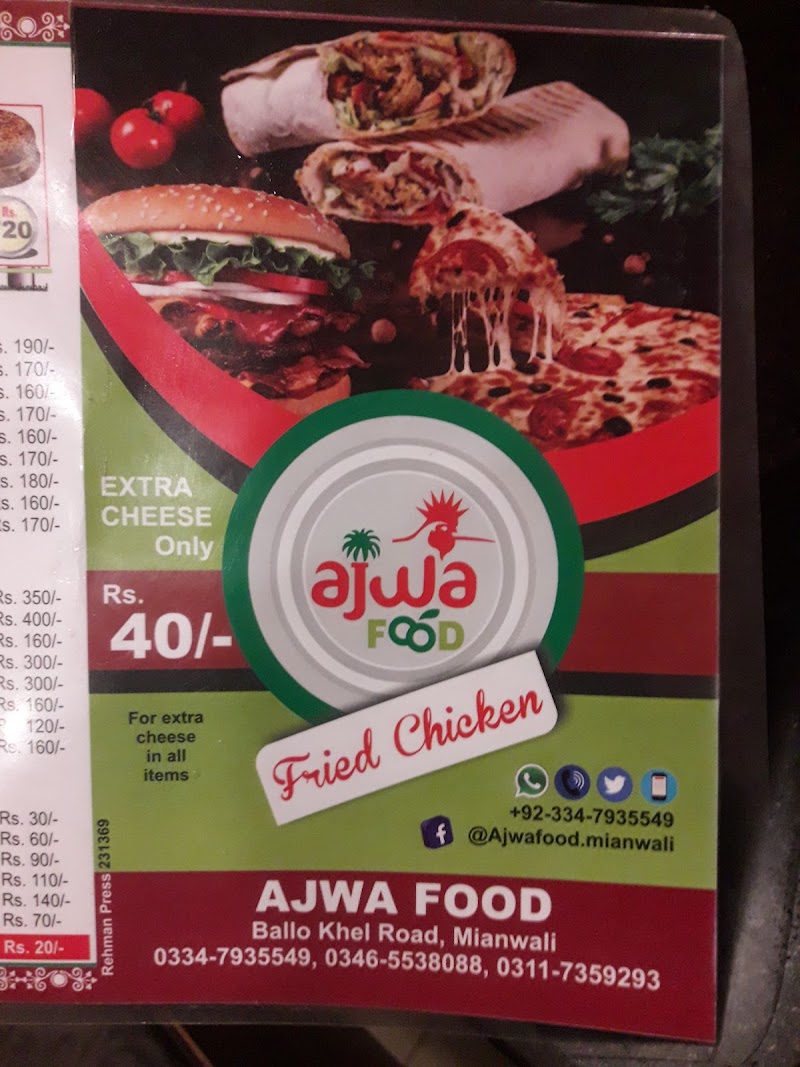 Rs.
20
s. 190/-
s. 170/-
s. 160/-
s. 170/-
s. 160/-
s. 170/-
s. 180/-
s. 160/-
Rs. 170/-
Rs. 350/-
Rs. 400/-
Rs. 160/-
Rs. 300/-
Rs. 300/-
Rs. 160/-
120/-
Rs. 160/-
Rs. 30/-
Rs. 60/-
Rs. 90/-
Rs. 110/-
Rs. 140/-
Rs. 70/-
Rs. 20/-
EXTRA
CHEESE
Only
Rs.
40/-
For extra
cheese
in all
items
ajwa
FOOD
Fried Chicken
+92-334-7935549
@Ajwafood.mianwali
Rehman Press 231369
AJWA FOOD
Ballo Khel Road, Mianwali
0334-7935549, 0346-5538088, 0311-7359293